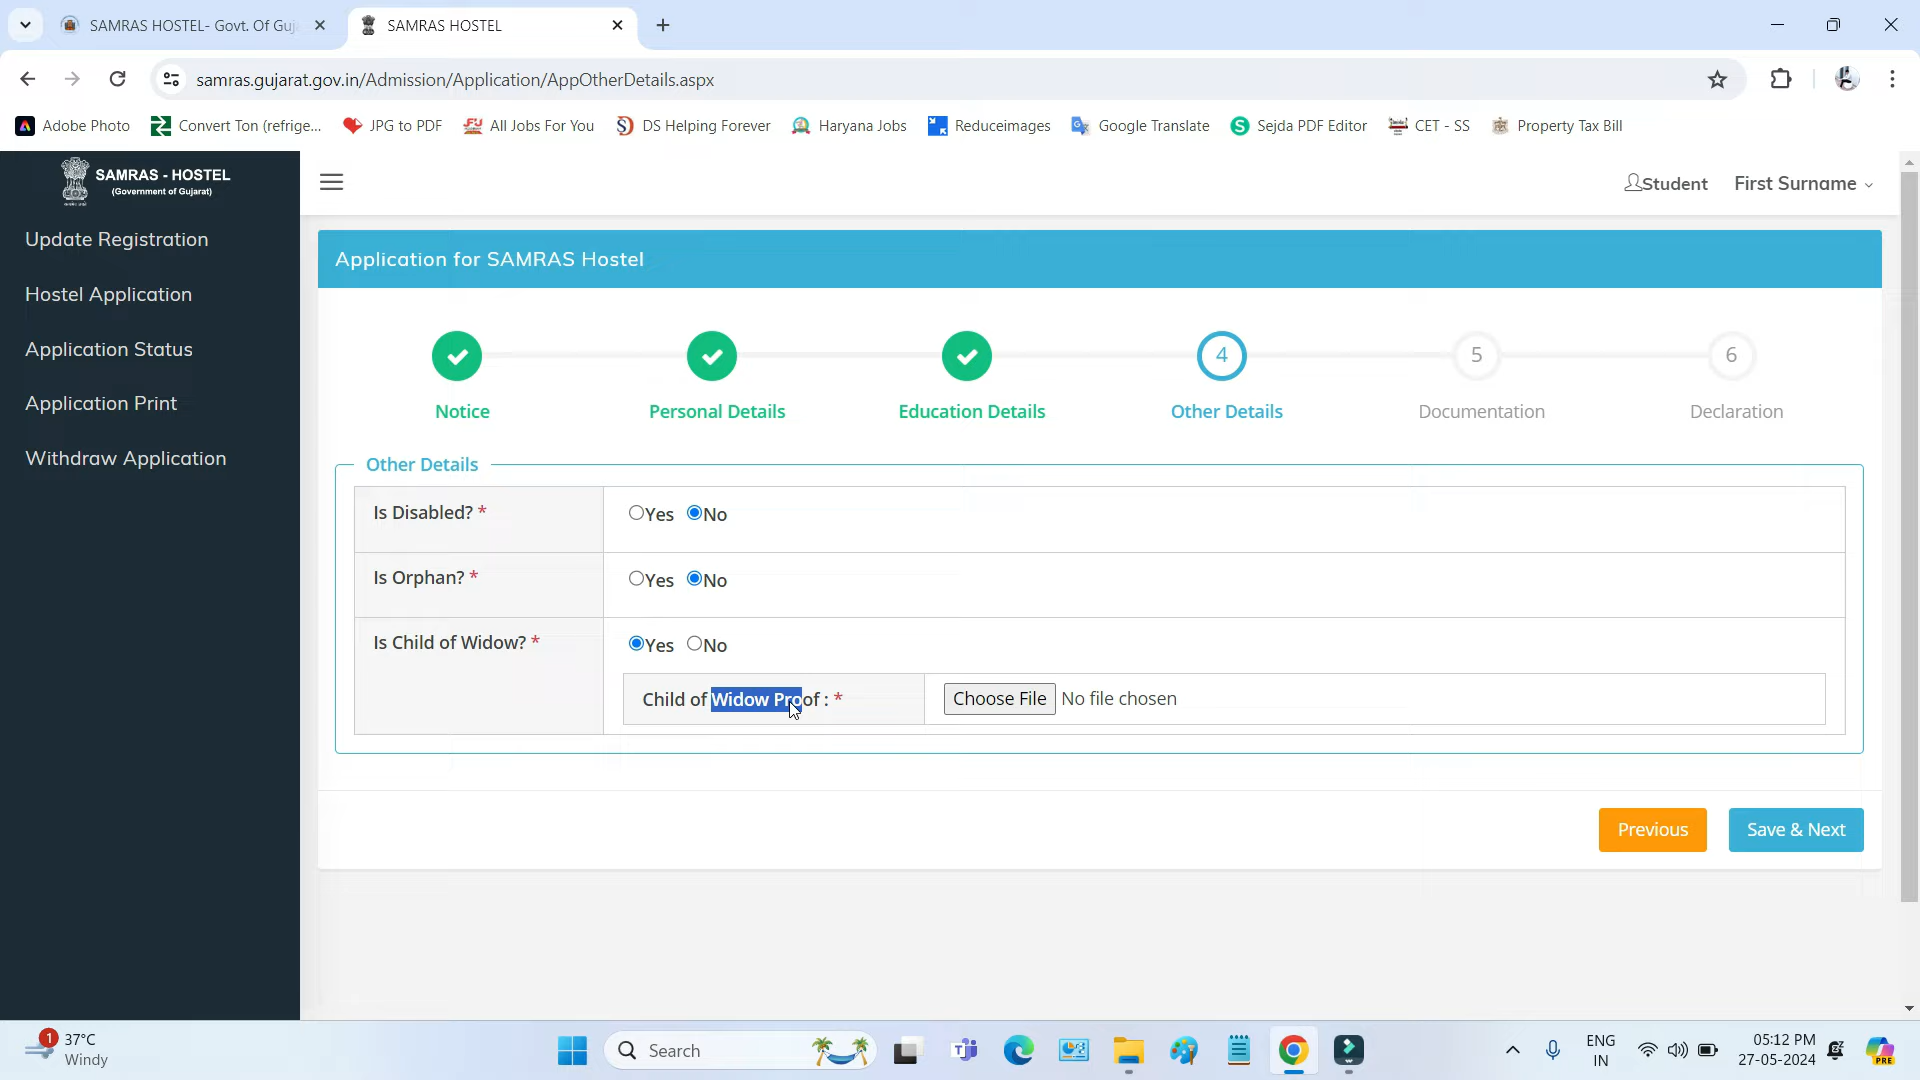 SAMRAS HOSTEL- Govt. Of Guj
SAMRAS HOSTEL
samras.gujarat.gov.in/Admission/Application/AppOtherDetails.aspx
Adobe Photo
Convert Ton (refrige...
JPG to PDF
All Jobs For You
DS Helping Forever
Haryana Jobs
Reduceimages
Google Translate
Sejda PDF Editor
CET - SS
Property Tax Bill
SAMRAS - HOSTEL
(Government of Gujarat)
Student
First Surname
Update Registration
Hostel Application
Application Status
Application Print
Withdraw Application
Application for SAMRAS Hostel
4
5
6
Notice
Personal Details
Education Details
Other Details
Documentation
Declaration
Other Details
Is Disabled? *
Yes No
Is Orphan? *
Yes No
Is Child of Widow? *
Yes No
Child of Widow Proof : *
Choose File No file chosen
Previous
Save & Next
1
37°C
Windy
Search
ENG
IN
05:12 PM
27-05-2024
PRE